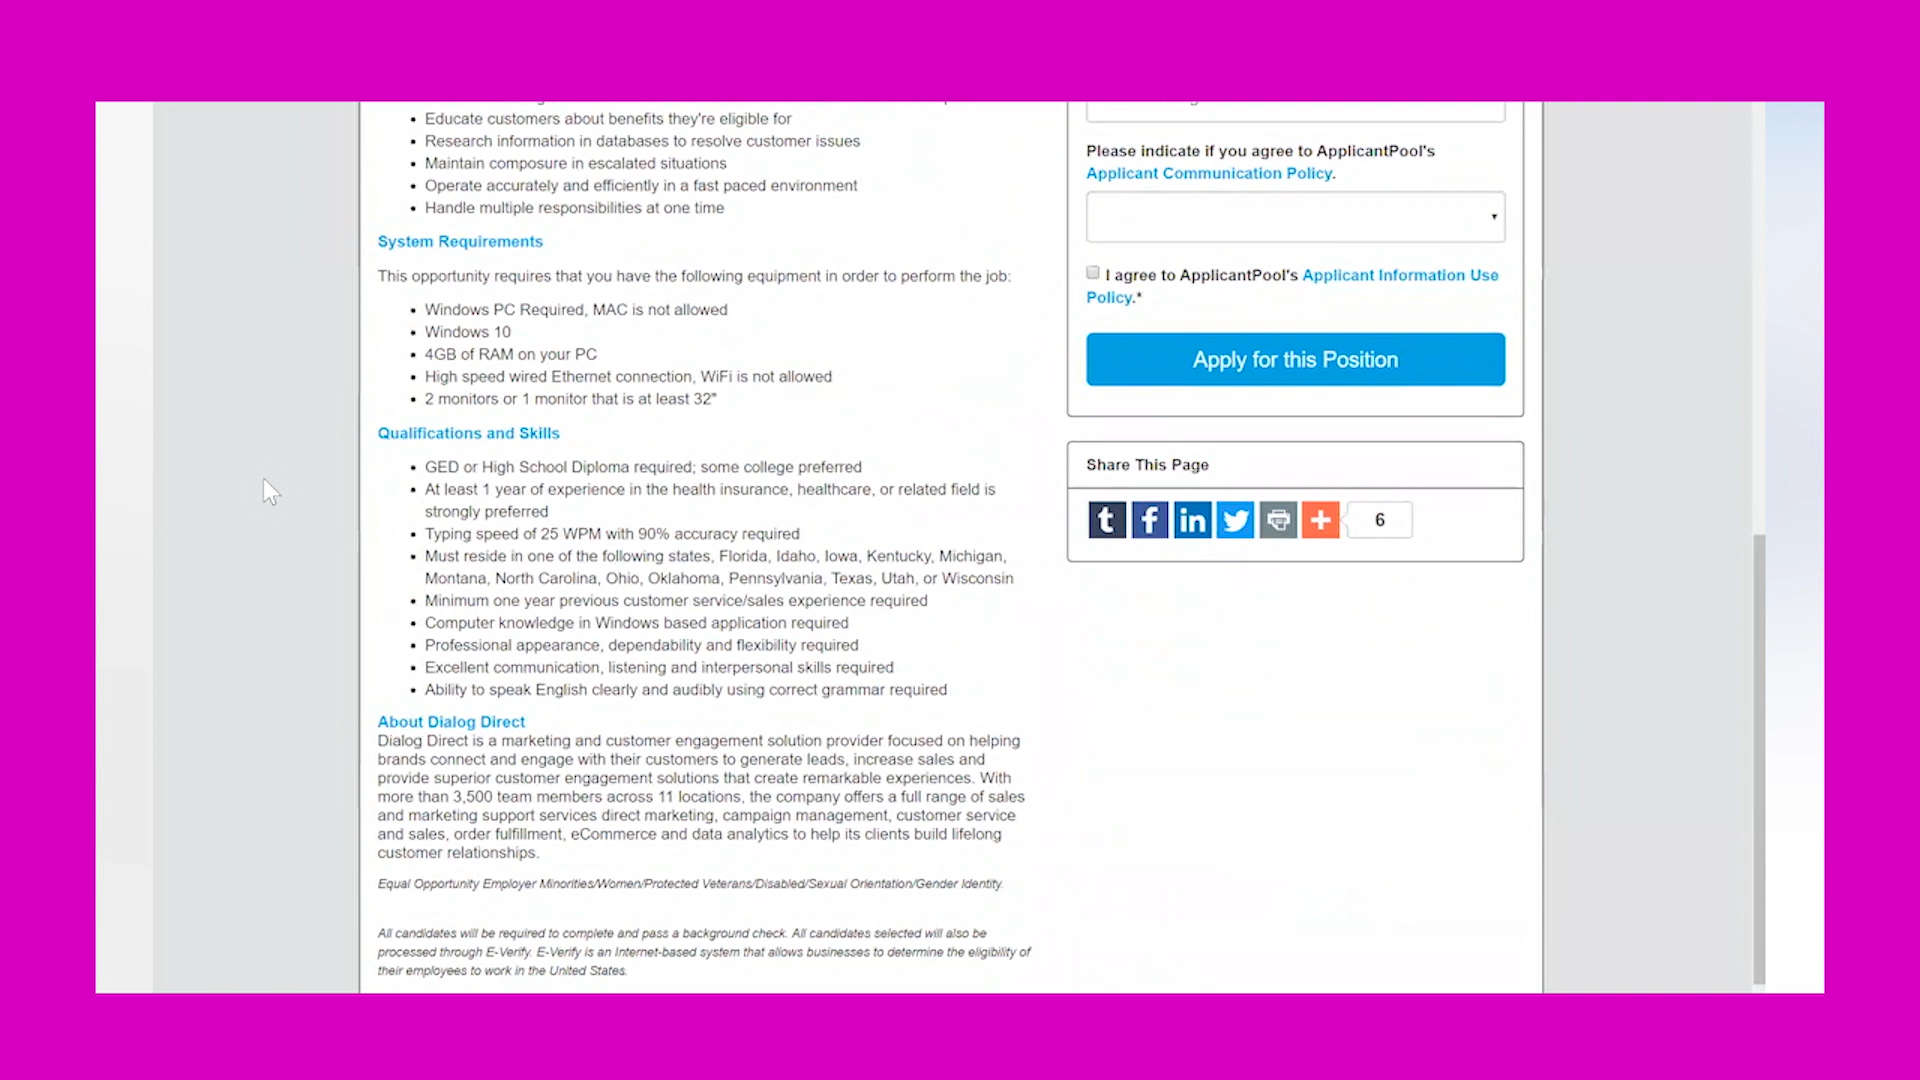 Educate customers about benefits they're eligible for
Research information in databases to resolve customer issues
Maintain composure in escalated situations
Operate accurately and efficiently in a fast paced environment
Handle multiple responsibilities at one time
System Requirements
This opportunity requires that you have the following equipment in order to perform the job:
Windows PC Required, MAC is not allowed
Windows 10
4GB of RAM on your PC
High speed wired Ethernet connection, WiFi is not allowed
2 monitors or 1 monitor that is at least 32"
Qualifications and Skills
GED or High School Diploma required; some college preferred
At least 1 year of experience in the health insurance, healthcare, or related field is
strongly preferred
Typing speed of 25 WPM with 90% accuracy required
Must reside in one of the following states, Florida, Idaho, Iowa, Kentucky, Michigan,
Montana, North Carolina, Ohio, Oklahoma, Pennsylvania, Texas, Utah, or Wisconsin
Minimum one year previous customer service/sales experience required
Computer knowledge in Windows based application required
Professional appearance, dependability and flexibility required
Excellent communication, listening and interpersonal skills required
Ability to speak English clearly and audibly using correct grammar required
About Dialog Direct
Dialog Direct is a marketing and customer engagement solution provider focused on helping
brands connect and engage with their customers to generate leads, increase sales and
provide superior customer engagement solutions that create remarkable experiences. With
more than 3,500 team members across 11 locations, the company offers a full range of sales
and marketing support services direct marketing, campaign management, customer service
and sales, order fulfillment, eCommerce and data analytics to help its clients build lifelong
customer relationships.
Equal Opportunity Employer Minorities/Women/Protected Veterans/Disabled/Sexual Orientation/Gender Identity.
All candidates will be required to complete and pass a background check. All candidates selected will also be
processed through E-Verify. E-Verify is an Internet-based system that allows businesses to determine the eligibility of
their employees to work in the United States.
Please indicate if you agree to ApplicantPool's
Applicant Communication Policy.
I agree to ApplicantPool's Applicant Information Use
Policy.*
Apply for this Position
Share This Page
6